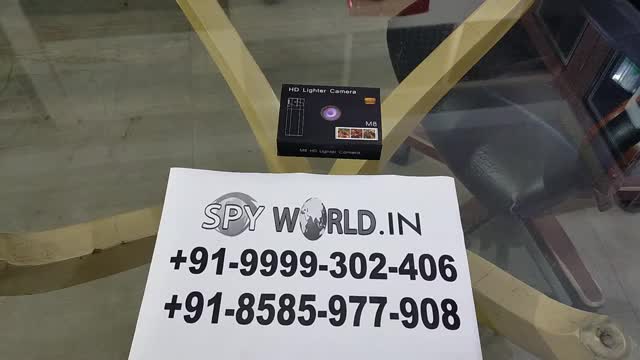 HD Lighter Camera
M8
M8 HD Lighter Camera
SPY WORLD.IN
+91-9999-302-406
+91-8585-977-908